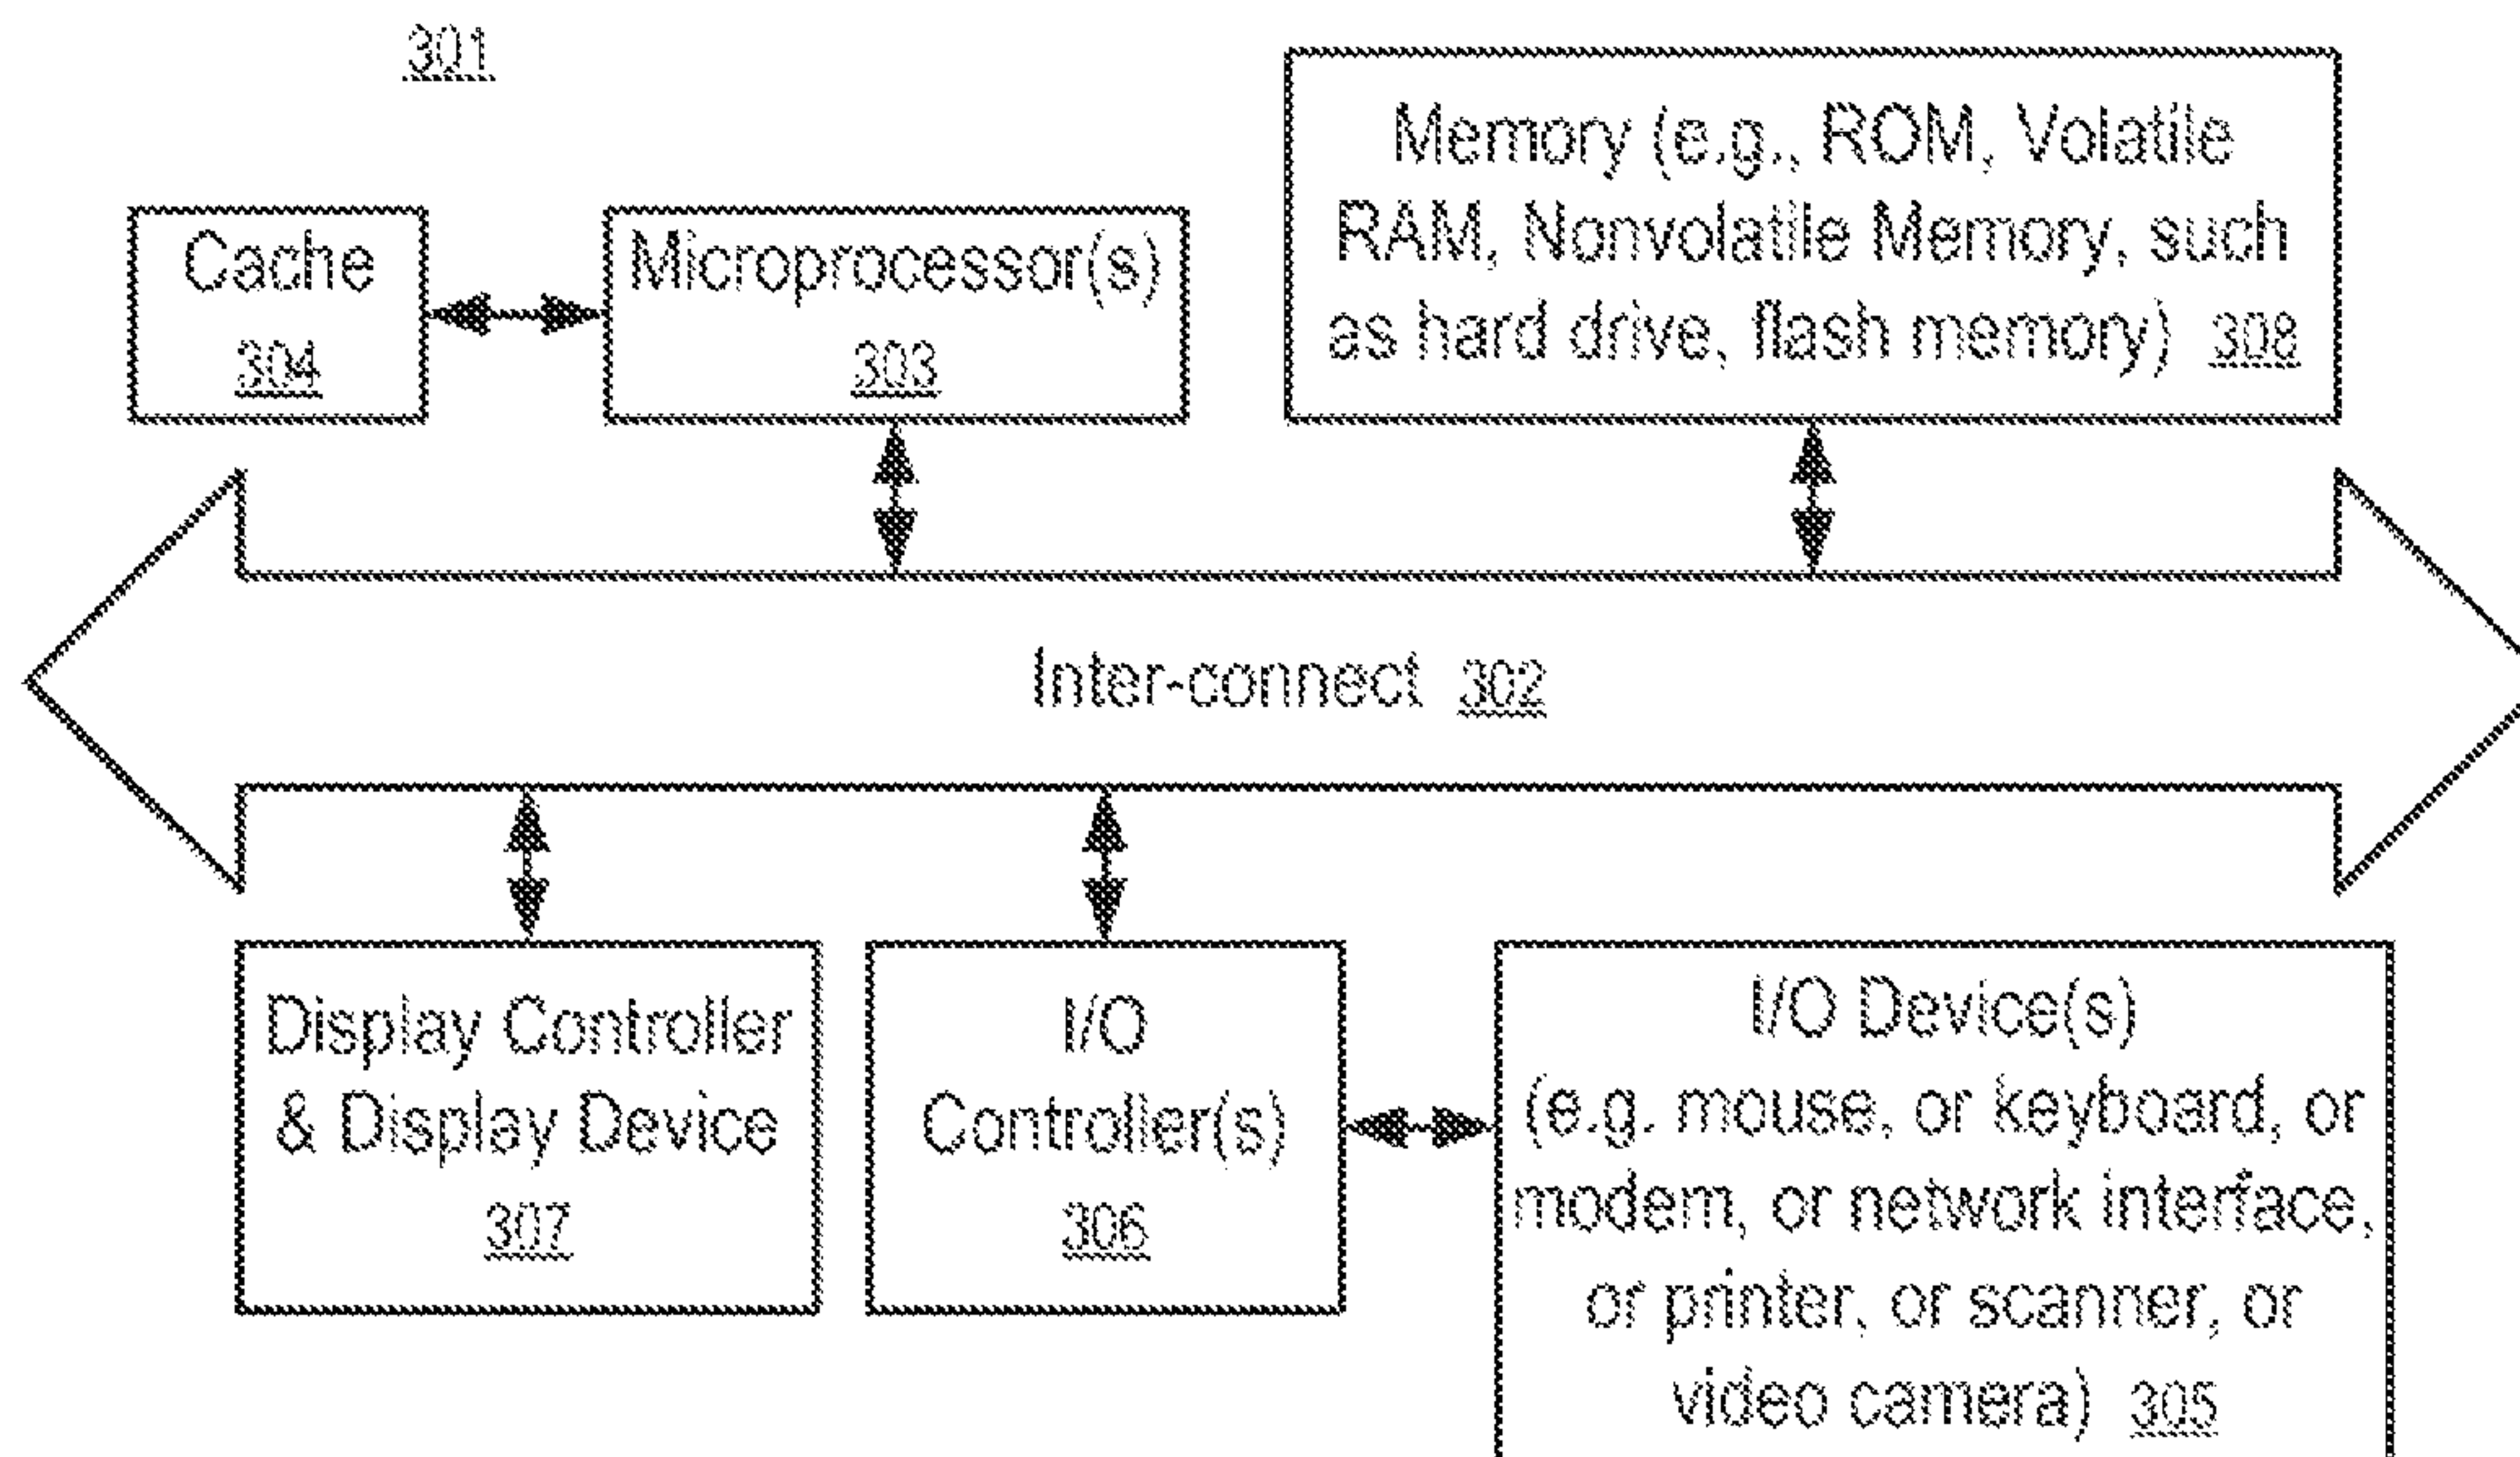 301
Cache
304
Microprocessor(s)
303
Memory (e.g., ROM, Volatile
RAM, Nonvolatile Memory, such
as hard drive, flash memory) 308
Inter-connect 302
Display Controller
& Display Device
307
I/O
Controller(s)
306
I/O Device(s)
(e.g. mouse, or keyboard, or
modem, or network interface,
or printer, or scanner, or
video camera) 305